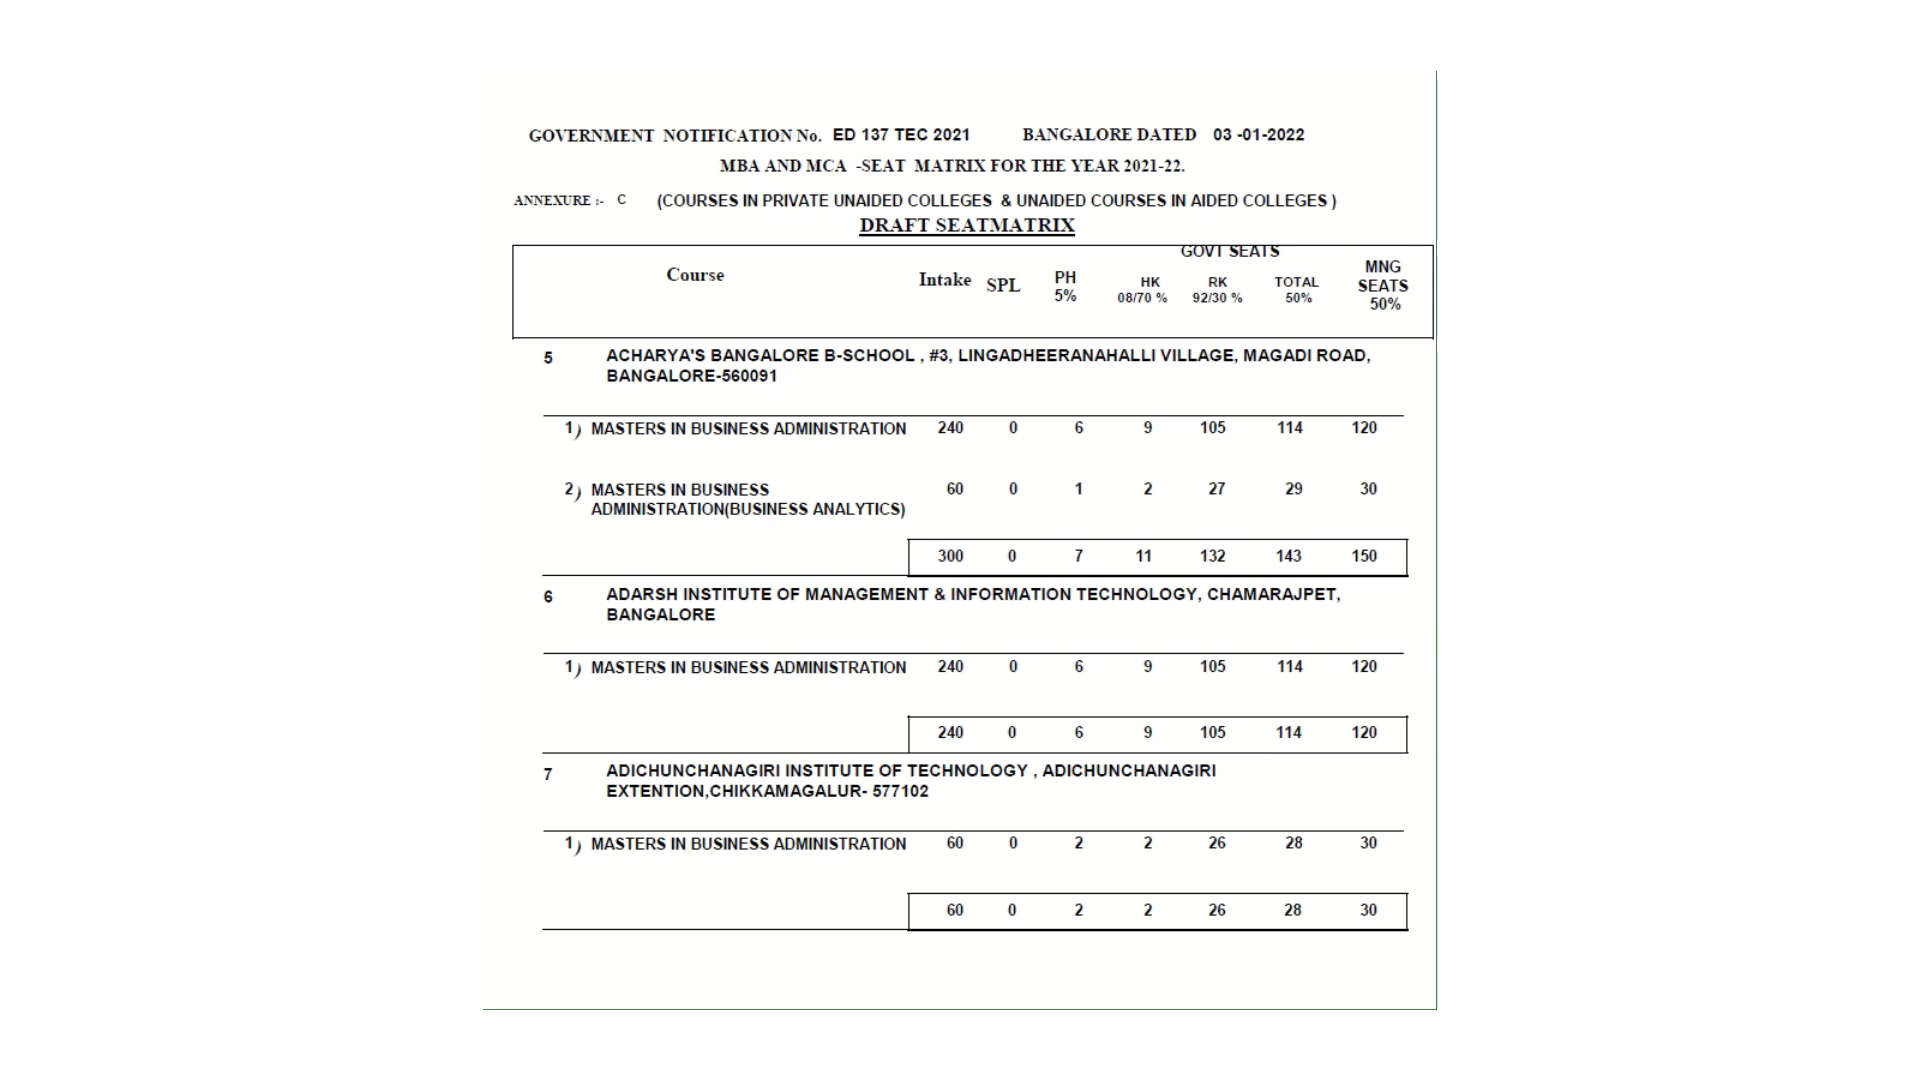 GOVERNMENT NOTIFICATION No. ED 137 TEC 2021 BANGALORE DATED 03 -01-2022
MBA AND MCA -SEAT MATRIX FOR THE YEAR 2021-22.
ANNEXURE :- C (COURSES IN PRIVATE UNAIDED COLLEGES & UNAIDED COURSES IN AIDED COLLEGES )
DRAFT SEATMATRIX
GOVT SEATS
Course Intake SPL PH 5% HK 08/70 % RK 92/30 % TOTAL 50% MNG SEATS 50%
5 ACHARYA'S BANGALORE B-SCHOOL , #3, LINGADHEERANAHALLI VILLAGE, MAGADI ROAD,
BANGALORE-560091
1) MASTERS IN BUSINESS ADMINISTRATION 240 0 6 9 105 114 120
2) MASTERS IN BUSINESS 60 0 1 2 27 29 30
ADMINISTRATION(BUSINESS ANALYTICS)
300 0 7 11 132 143 150
6 ADARSH INSTITUTE OF MANAGEMENT & INFORMATION TECHNOLOGY, CHAMARAJPET,
BANGALORE
1) MASTERS IN BUSINESS ADMINISTRATION 240 0 6 9 105 114 120
240 0 6 9 105 114 120
7 ADICHUNCHANAGIRI INSTITUTE OF TECHNOLOGY , ADICHUNCHANAGIRI
EXTENTION,CHIKKAMAGALUR- 577102
1) MASTERS IN BUSINESS ADMINISTRATION 60 0 2 2 26 28 30
60 0 2 2 26 28 30